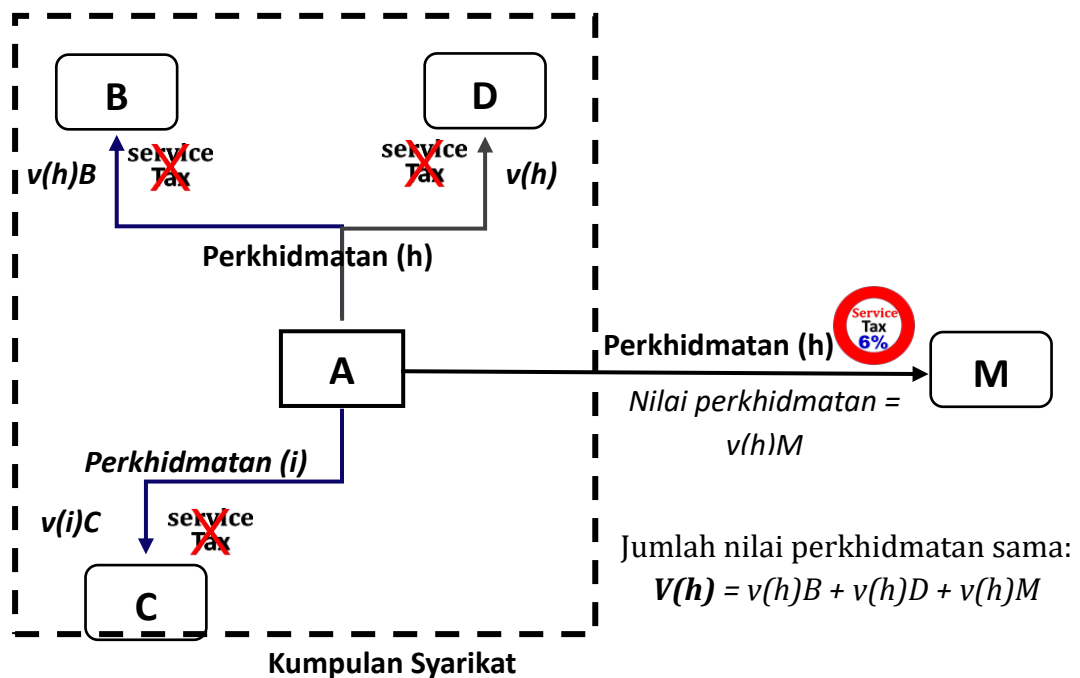 B
D
service
Tax
service
Tax
v(h)B
v(h)
Perkhidmatan (h)
Service
Tax
6%
Perkhidmatan (h)
A
M
Nilai perkhidmatan =
v(h)M
Perkhidmatan (i)
v(i)C
service
Tax
Jumlah nilai perkhidmatan sama:
V(h) = v(h)B + v(h)D + v(h)M
C
Kumpulan Syarikat